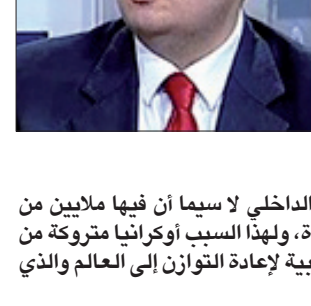 الداخلي لا سيما أن فيها ملايين من
ة، ولهذا السبب أوكرانيا متروكة من
بية لإعادة التوازن إلى العالم والذي